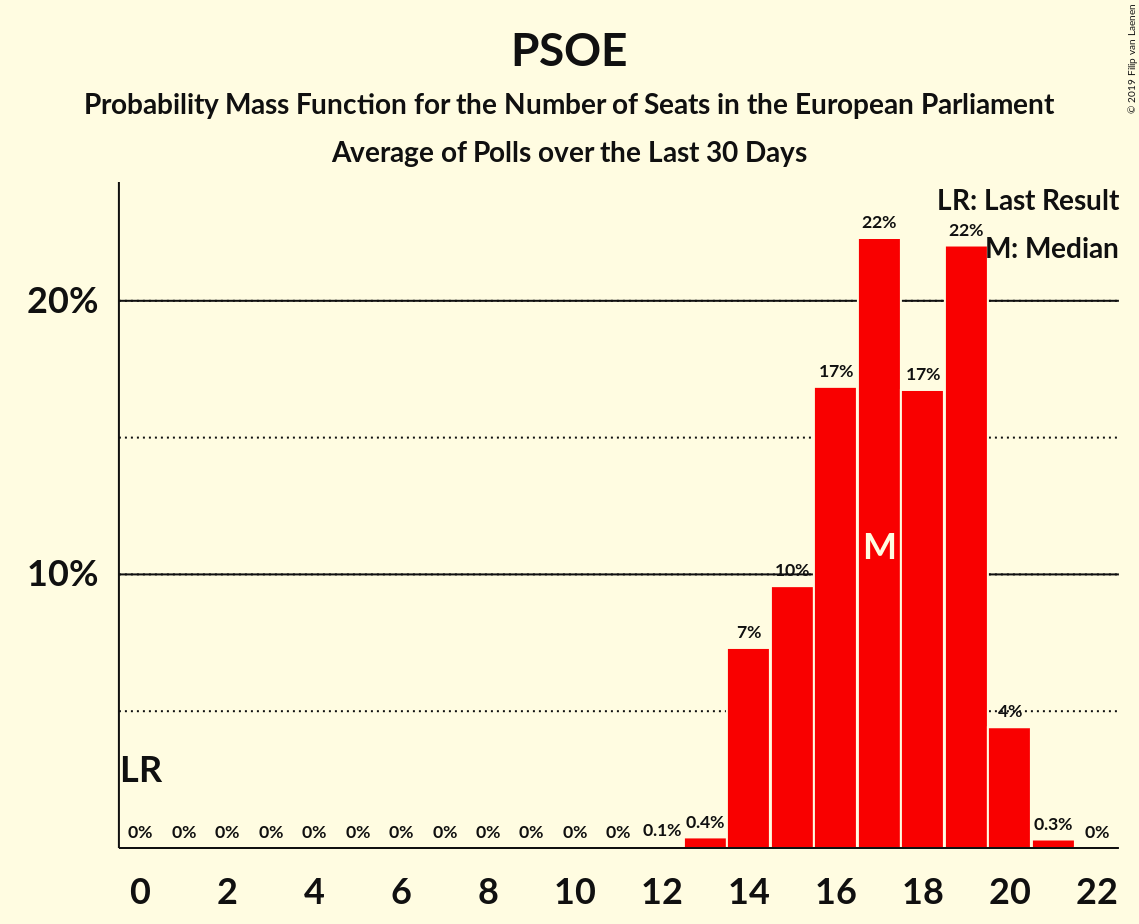 PSOE
Probability Mass Function for the Number of Seats in the European Parliament
Average of Polls over the Last 30 Days
© 2019 Filip van Laenen
LR: Last Result
M: Median
22%
22%
20%
17%
17%
M
10%
10%
7%
4%
LR
0% 0% 0% 0% 0% 0% 0% 0% 0% 0% 0% 0% 0.1% 0.4% 0.3% 0%
0 2 4 6 8 10 12 14 16 18 20 22